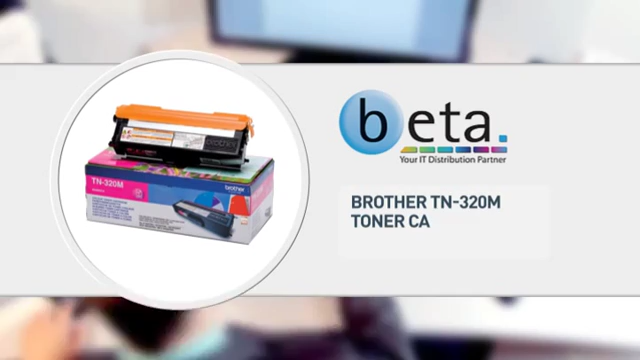 beta.
Your IT Distribution Partner
BROTHER TN-320M
TONER CA
TN-320M
brother